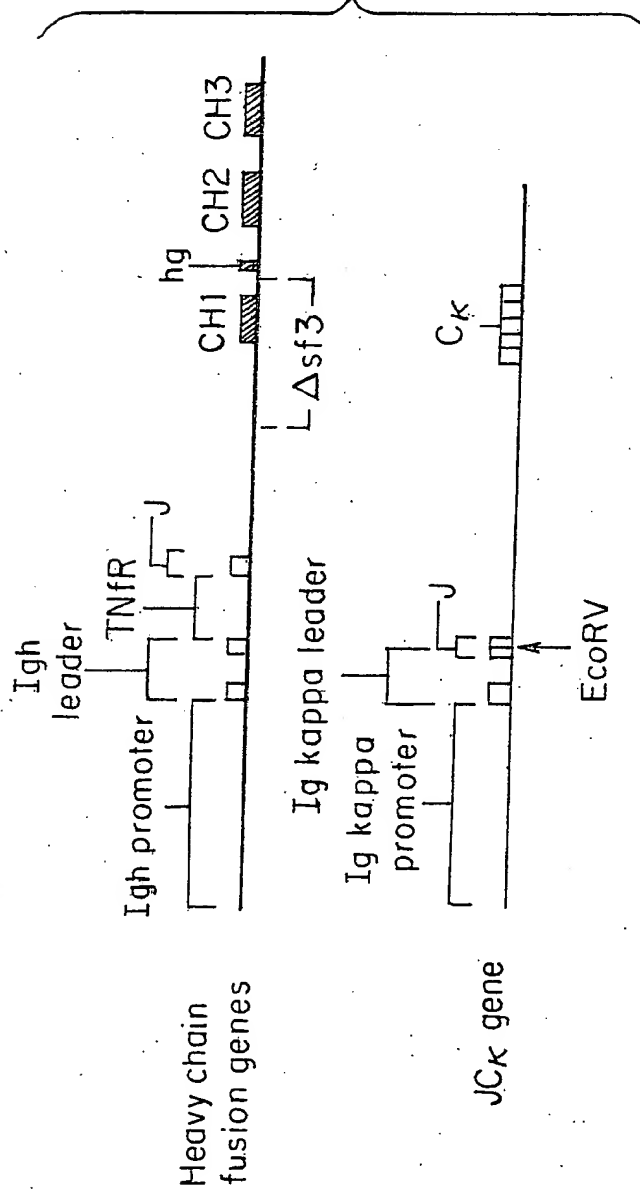 Igh
leader
TNfR
J
Igh promoter
hg
CH1
CH2
CH3
Δsf3
Heavy chain
fusion genes
Ig kappa leader
Ig kappa
promoter
J
Cκ
EcoRV
JCκ gene